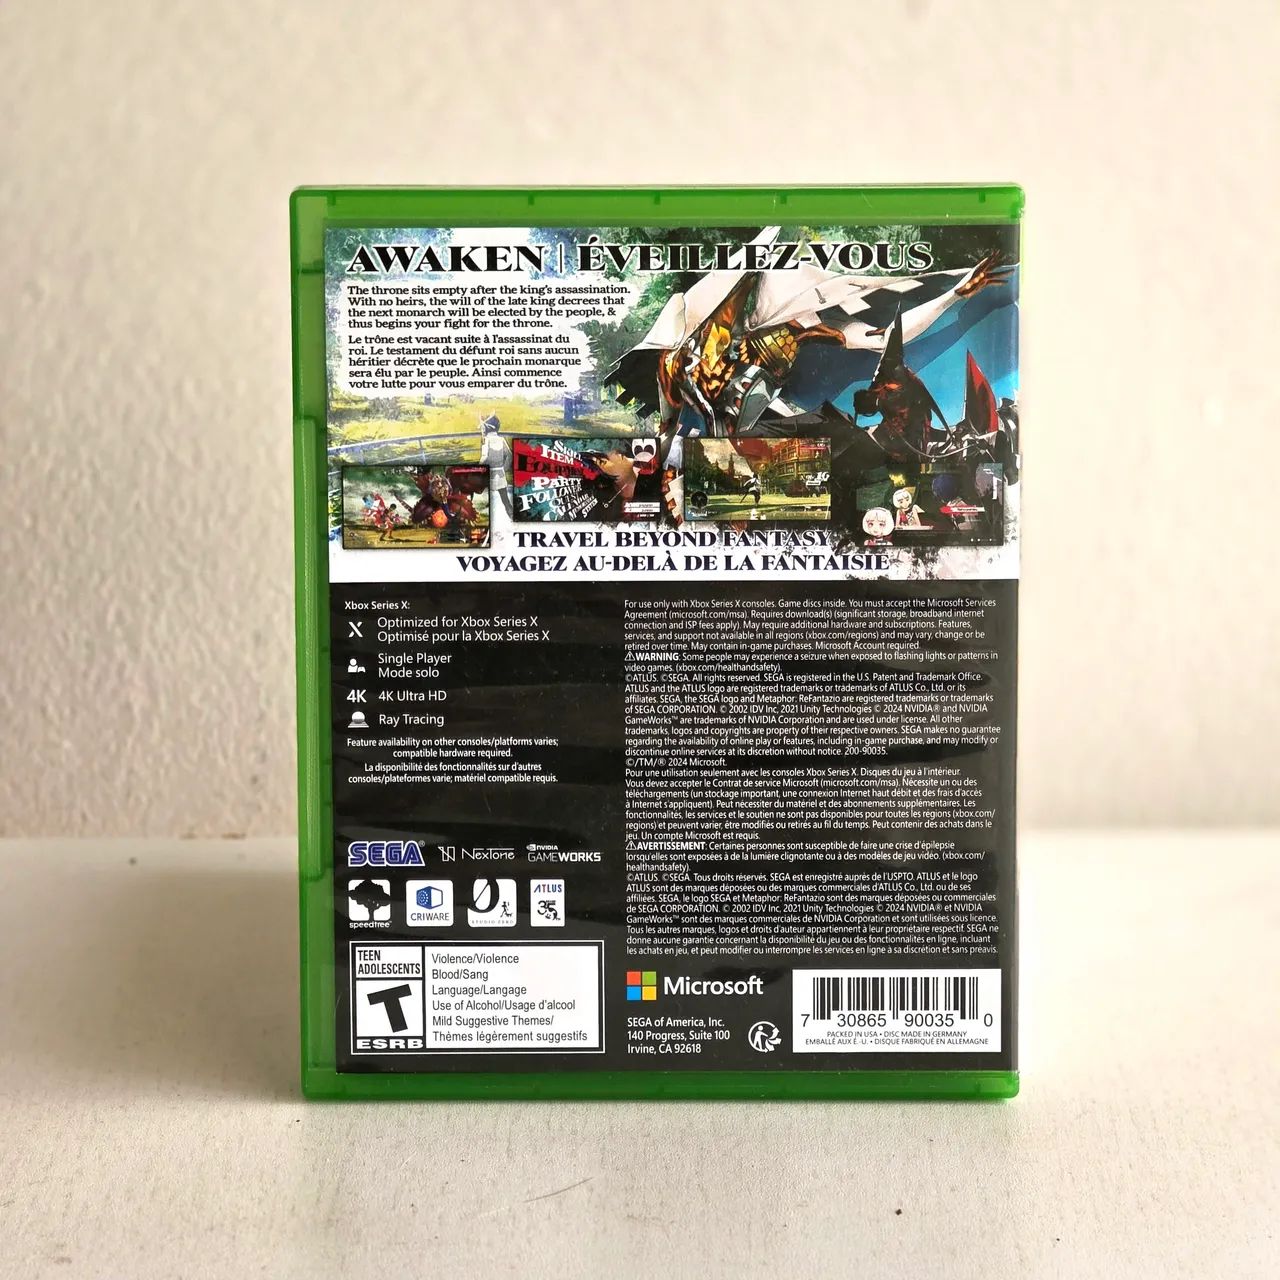 AWAKEN | ÉVEILLEZ-VOUS
The throne sits empty after the king's assassination.
With no heirs, the will of the late king decrees that
the next monarch will be elected by the people, &
thus begins your fight for the throne.
Le trône est vacant suite à l'assassinat du
roi. Le testament du défunt roi sans aucun
héritier décrète que le prochain monarque
sera élu par le peuple. Ainsi commence
votre lutte pour vous emparer du trône.
ITEM
EQUIPMENT
PARTY
FOLLOWER
TRAVEL BEYOND FANTASY
VOYAGEZ AU-DELÀ DE LA FANTAISIE
Xbox Series X:
Optimized for Xbox Series X
Optimisé pour la Xbox Series X
Single Player
Mode solo
4K 4K Ultra HD
Ray Tracing
Feature availability on other consoles/platforms varies;
compatible hardware required.
La disponibilité des fonctionnalités sur d'autres
consoles/plateformes varie; matériel compatible requis.
SEGA® NexTone NVIDIA GAMEWORKS
speedtree CRIWARE STUDIO ZERO ATLUS 35
TEEN
ADOLESCENTS
T
ESRB
Violence/Violence
Blood/Sang
Language/Langage
Use of Alcohol/Usage d'alcool
Mild Suggestive Themes/
Thèmes légèrement suggestifs
For use only with Xbox Series X consoles. Game discs inside. You must accept the Microsoft Services
Agreement (microsoft.com/msa). Requires download(s) (significant storage, broadband internet
connection and ISP fees apply). May require additional hardware and subscriptions. Features,
services, and support not available in all regions (xbox.com/regions) and may vary, change or be
retired over time. May contain in-game purchases. Microsoft Account required.
⚠WARNING: Some people may experience a seizure when exposed to flashing lights or patterns in
video games. (xbox.com/healthandsafety).
©ATLUS. ©SEGA. All rights reserved. SEGA is registered in the U.S. Patent and Trademark Office.
ATLUS and the ATLUS logo are registered trademarks or trademarks of ATLUS Co., Ltd. or its
affiliates. SEGA, the SEGA logo and Metaphor: ReFantazio are registered trademarks or trademarks
of SEGA CORPORATION. © 2002 IDV Inc, 2021 Unity Technologies © 2024 NVIDIA® and NVIDIA
GameWorks™ are trademarks of NVIDIA Corporation and are used under license. All other
trademarks, logos and copyrights are property of their respective owners. SEGA makes no guarantee
regarding the availability of online play or features, including in-game purchase, and may modify or
discontinue online services at its discretion without notice. 200-90035.
©/TM/® 2024 Microsoft.
Pour une utilisation seulement avec les consoles Xbox Series X. Disques du jeu à l'intérieur.
Vous devez accepter le Contrat de service Microsoft (microsoft.com/msa). Nécessite un ou des
téléchargements (un stockage important, une connexion Internet haut débit et des frais d'accès
à Internet s'appliquent). Peut nécessiter du matériel et des abonnements supplémentaires. Les
fonctionnalités, les services et le soutien ne sont pas disponibles pour toutes les régions (xbox.com/
regions) et peuvent varier, être modifiés ou retirés au fil du temps. Peut contenir des achats dans le
jeu. Un compte Microsoft est requis.
⚠AVERTISSEMENT: Certaines personnes sont susceptible de faire une crise d'épilepsie
lorsqu'elles sont exposées à de la lumière clignotante ou à des modèles de jeu vidéo. (xbox.com/
healthandsafety).
©ATLUS. ©SEGA. Tous droits réservés. SEGA est enregistré auprès de l'USPTO. ATLUS et le logo
ATLUS sont des marques déposées ou des marques commerciales d'ATLUS Co., Ltd. ou de ses
affiliées. SEGA, le logo SEGA et Metaphor: ReFantazio sont des marques déposées ou commerciales
de SEGA CORPORATION. © 2002 IDV Inc, 2021 Unity Technologies © 2024 NVIDIA® et NVIDIA
GameWorks™ sont des marques commerciales de NVIDIA Corporation et sont utilisées sous licence.
Tous les autres marques, logos et copyrights appartiennent à leur propriétaire respectif. SEGA ne
donne aucune garantie concernant la disponibilité du jeu ou des fonctionnalités en ligne, incluant
les achats en jeu, et peut modifier ou interrompre les services en ligne à sa discrétion et sans préavis.
Microsoft
SEGA of America, Inc.
140 Progress, Suite 100
Irvine, CA 92618
7 30865 90035 0
PACKED IN USA • DISC MADE IN GERMANY
EMBALLÉ AUX É.-U. • DISQUE FABRIQUÉ EN ALLEMAGNE